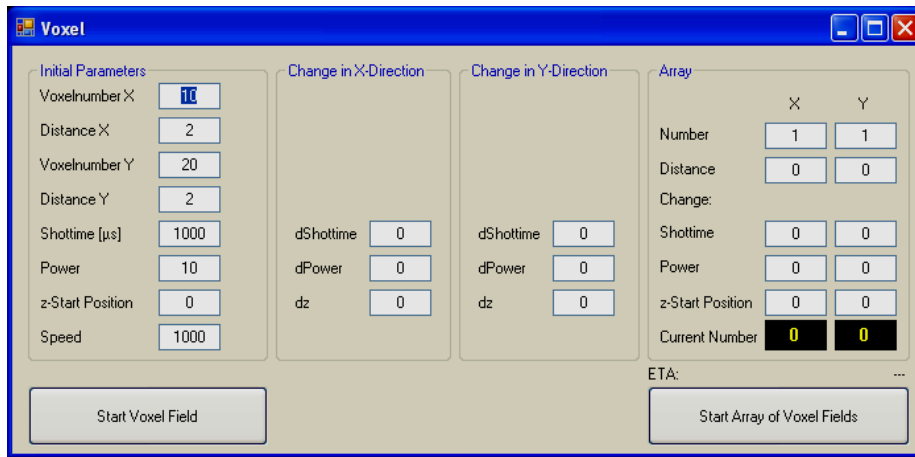 Voxel
Initial Parameters
Voxelnumber X 10
Distance X 2
Voxelnumber Y 20
Distance Y 2
Shottime [µs] 1000
Power 10
z-Start Position 0
Speed 1000
Start Voxel Field
Change in X-Direction
dShottime 0
dPower 0
dz 0
Change in Y-Direction
dShottime 0
dPower 0
dz 0
Array
X Y
Number 1 1
Distance 0 0
Change:
Shottime 0 0
Power 0 0
z-Start Position 0 0
Current Number 0 0
ETA: ---
Start Array of Voxel Fields